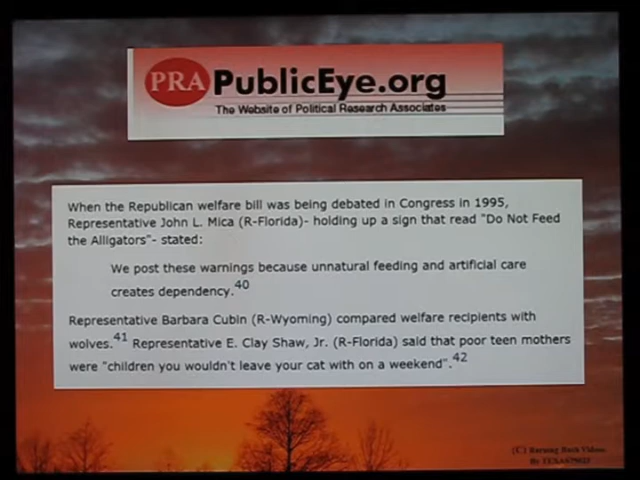 PRA PublicEye.org
The Website of Political Research Associates
When the Republican welfare bill was being debated in Congress in 1995,
Representative John L. Mica (R-Florida)- holding up a sign that read "Do Not Feed
the Alligators"- stated:
We post these warnings because unnatural feeding and artificial care
creates dependency.40
Representative Barbara Cubin (R-Wyoming) compared welfare recipients with
wolves.41 Representative E. Clay Shaw, Jr. (R-Florida) said that poor teen mothers
were "children you wouldn't leave your cat with on a weekend".42
(C) Burning Bush Videos
By